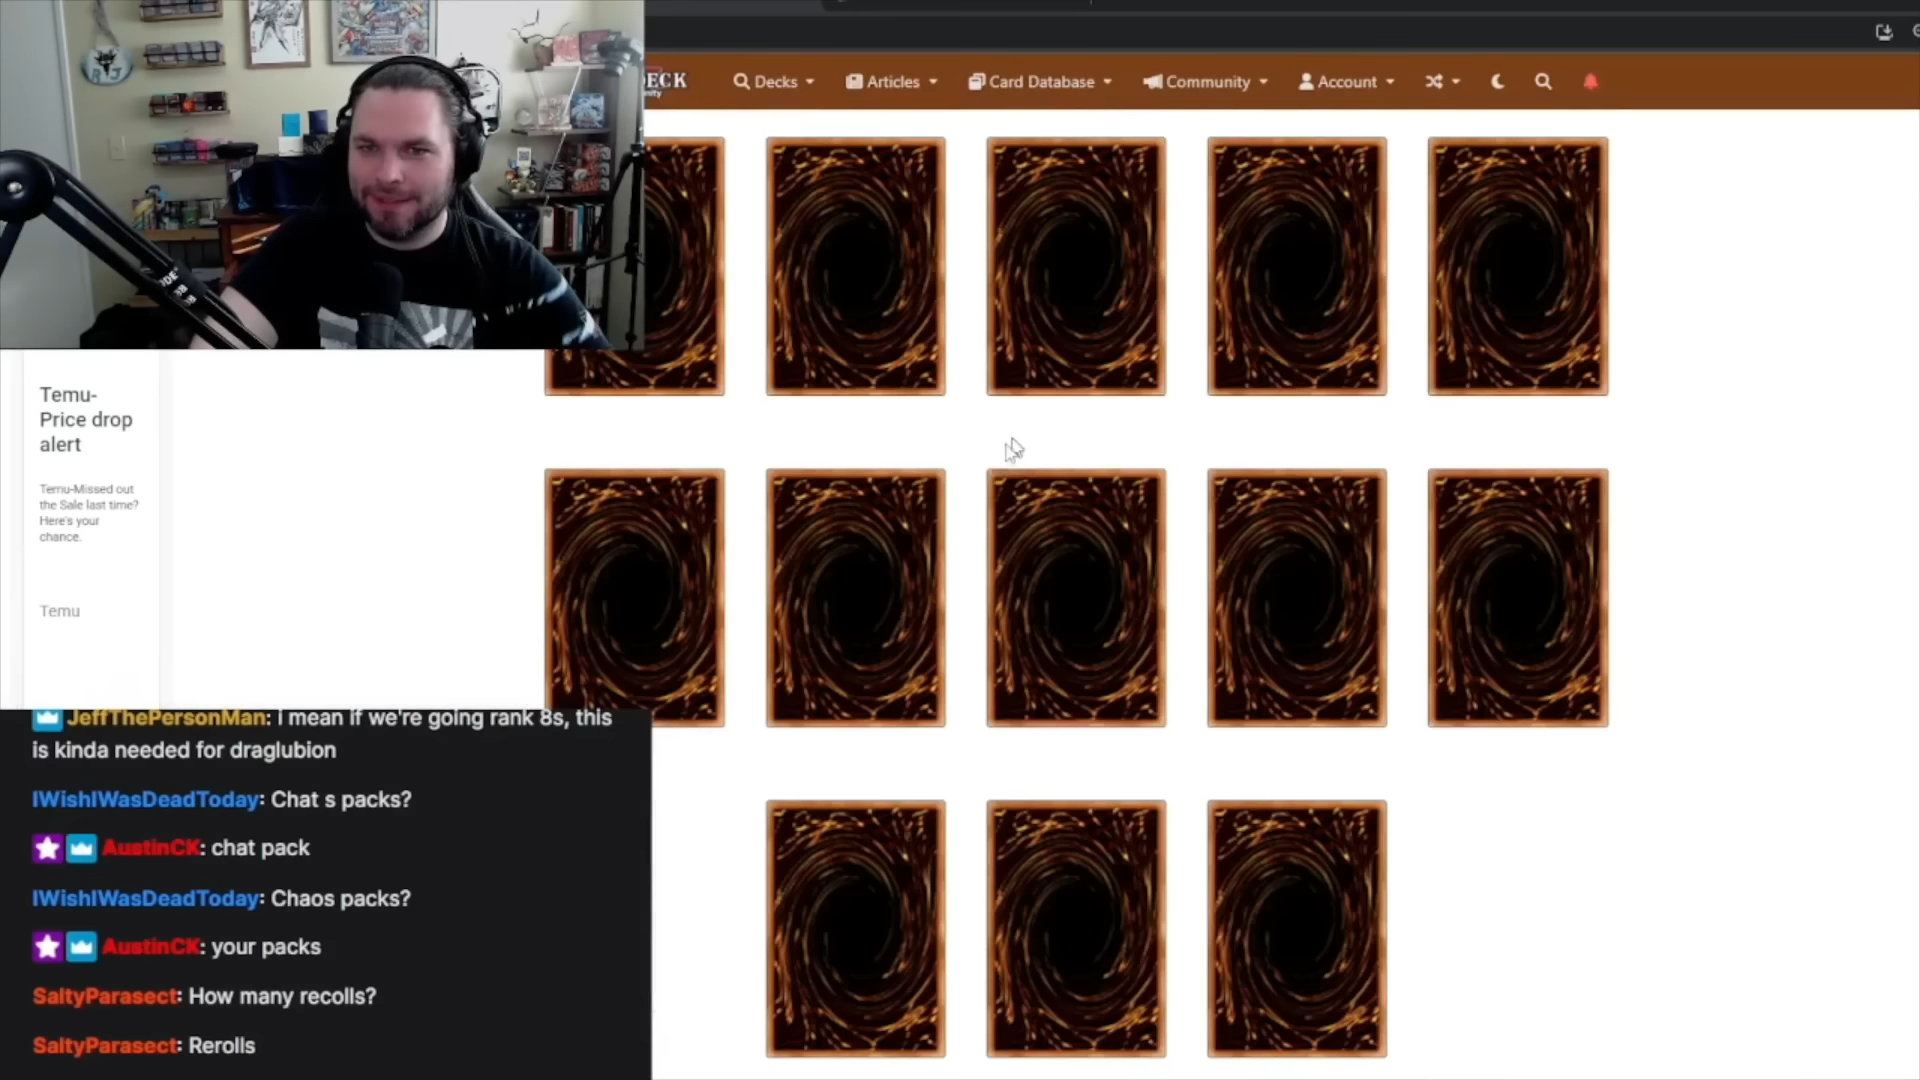 DECK
Decks
Articles
Card Database
Community
Account
Temu-
Price drop
alert
Temu-Missed out
the Sale last time?
Here's your
chance.
Temu
JeffThePersonMan: I mean if we're going rank 8s, this
is kinda needed for draglubion
IWishIWasDeadToday: Chat s packs?
AustinCK: chat pack
IWishIWasDeadToday: Chaos packs?
AustinCK: your packs
SaltyParasect: How many recolls?
SaltyParasect: Rerolls